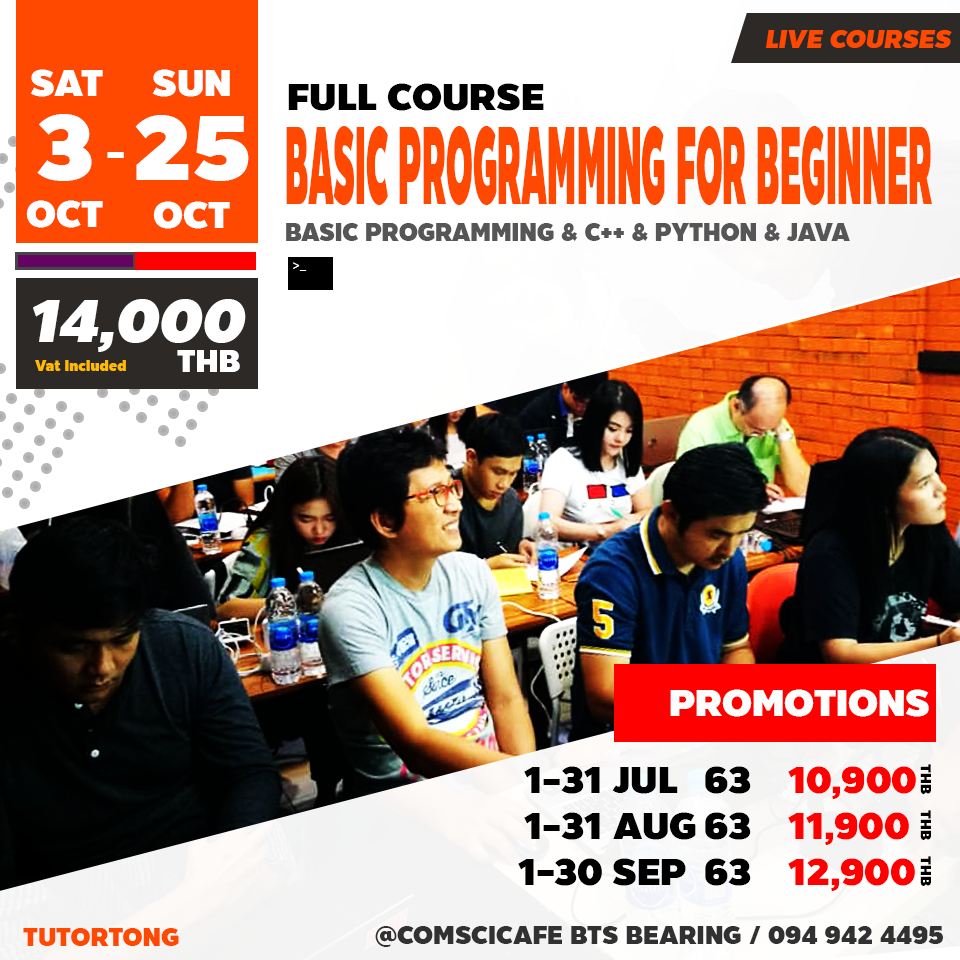 LIVE COURSES
SAT SUN
3 - 25
OCT OCT
14,000
Vat Included THB
FULL COURSE
BASIC PROGRAMMING FOR BEGINNER
BASIC PROGRAMMING & C++ & PYTHON & JAVA
>_
5
PROMOTIONS
1-31 JUL 63 10,900 THB
1-31 AUG 63 11,900 THB
1-30 SEP 63 12,900 THB
TUTORTONG
@COMSCICAFE BTS BEARING / 094 942 4495